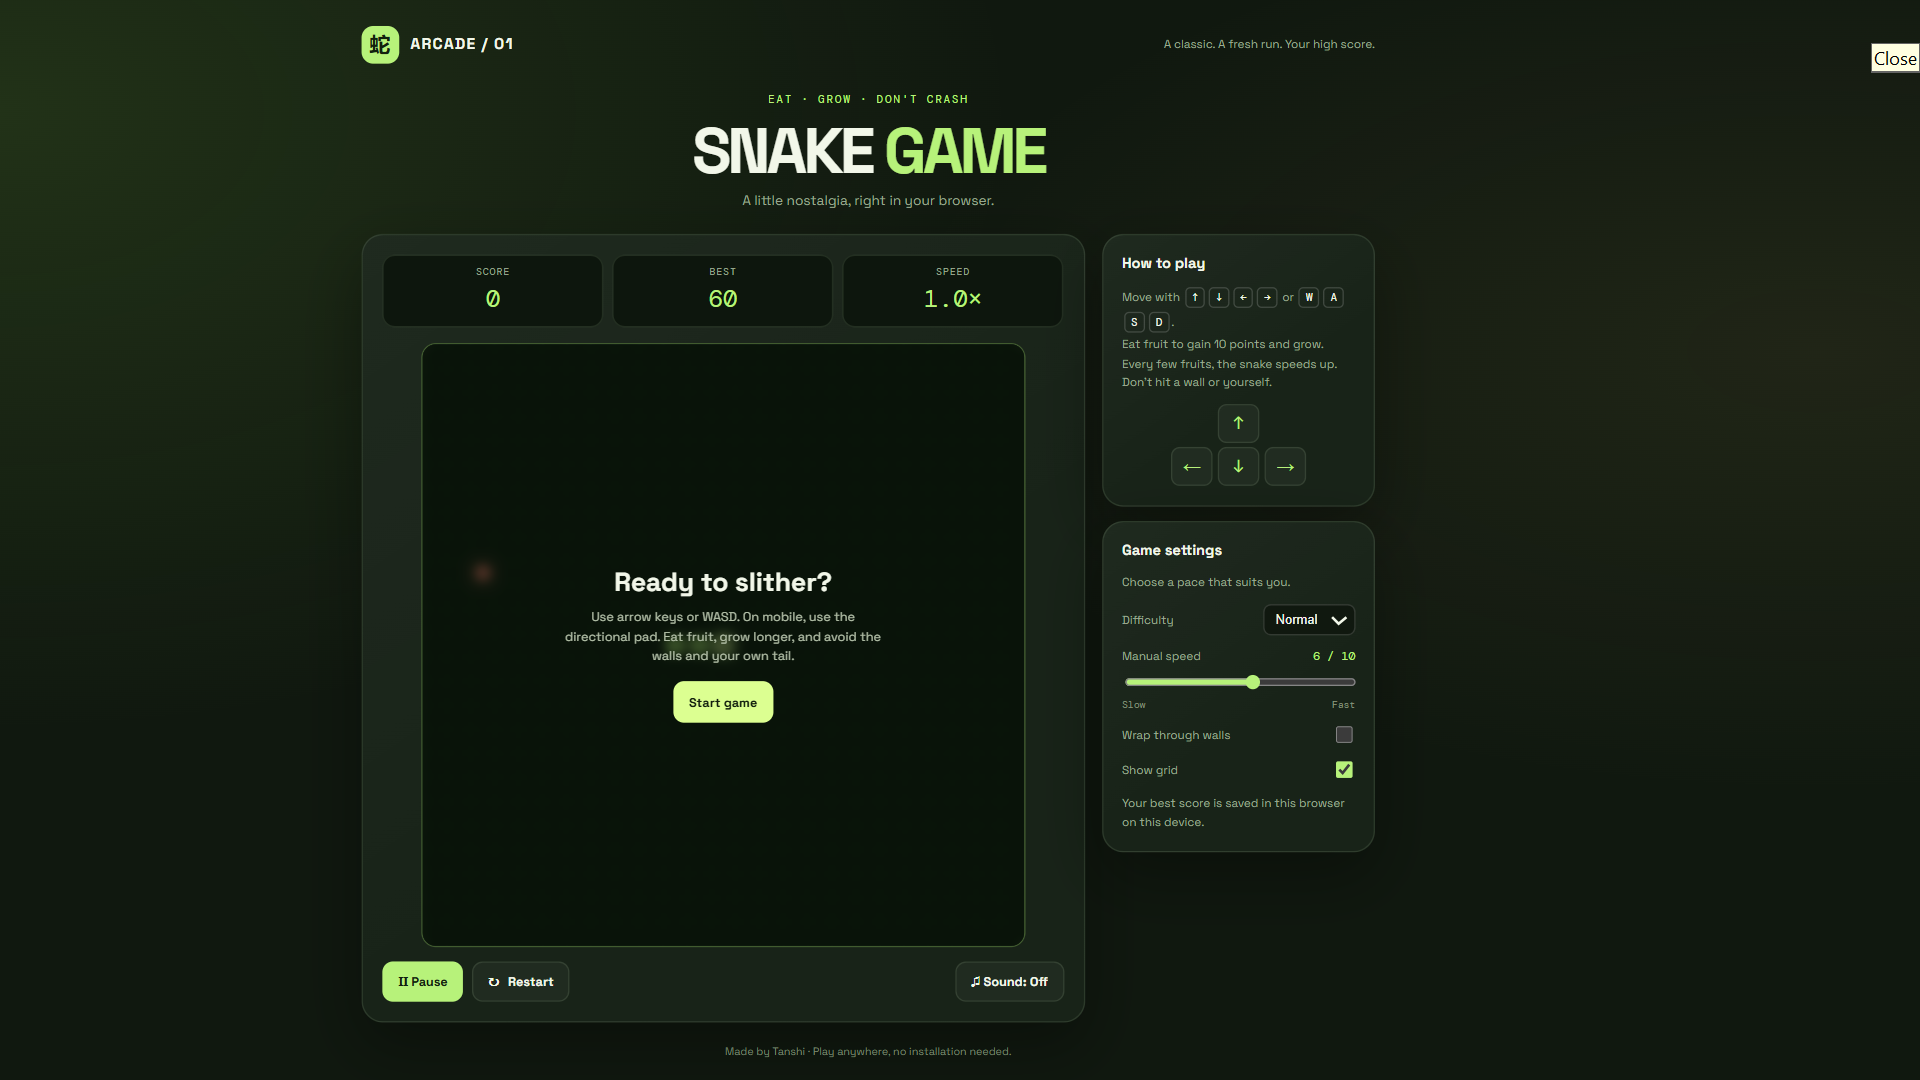 蛇 ARCADE / 01
A classic. A fresh run. Your high score.
Close
EAT · GROW · DON'T CRASH
SNAKE GAME
A little nostalgia, right in your browser.
SCORE
0
BEST
60
SPEED
1.0×
Ready to slither?
Use arrow keys or WASD. On mobile, use the
directional pad. Eat fruit, grow longer, and avoid the
walls and your own tail.
Start game
II Pause
↻ Restart
♫ Sound: Off
How to play
Move with ↑ ↓ ← → or W A
S D .
Eat fruit to gain 10 points and grow.
Every few fruits, the snake speeds up.
Don't hit a wall or yourself.
↑
← ↓ →
Game settings
Choose a pace that suits you.
Difficulty Normal
Manual speed 6 / 10
Slow Fast
Wrap through walls
Show grid
Your best score is saved in this browser
on this device.
Made by Tanshi · Play anywhere, no installation needed.